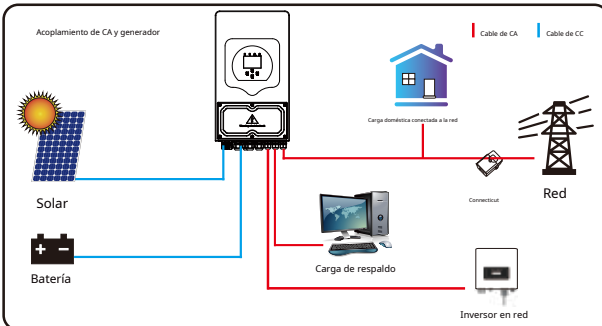 Acoplamiento de CA y generador
Cable de CA
Cable de CC
Carga doméstica conectada a la red
Solar
Connecticut
Red
Batería
Carga de respaldo
Inversor en red